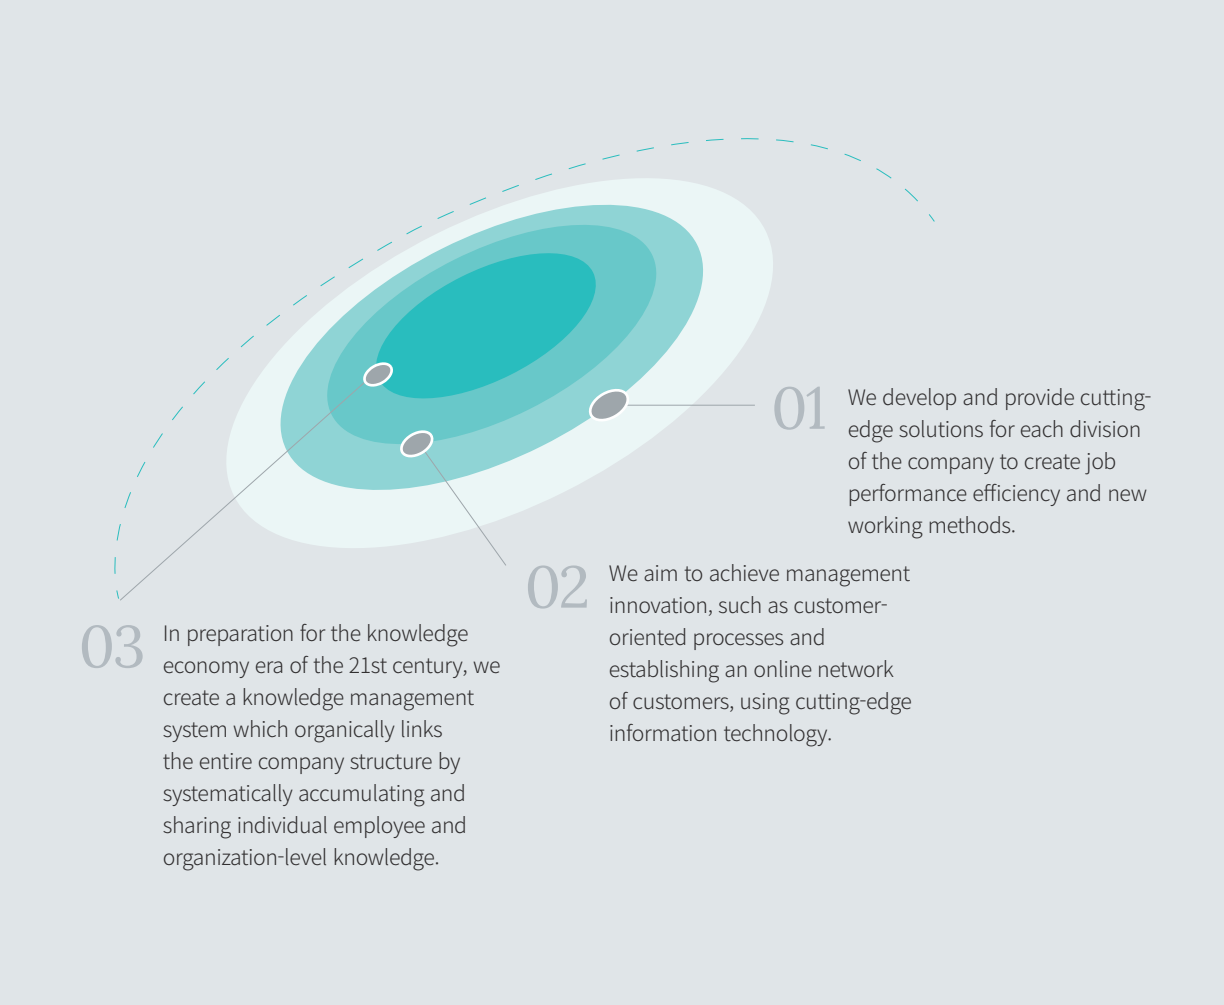 01
We develop and provide cutting-
edge solutions for each division
of the company to create job
performance efficiency and new
working methods.
02
We aim to achieve management
innovation, such as customer-
oriented processes and
establishing an online network
of customers, using cutting-edge
information technology.
03
In preparation for the knowledge
economy era of the 21st century, we
create a knowledge management
system which organically links
the entire company structure by
systematically accumulating and
sharing individual employee and
organization-level knowledge.